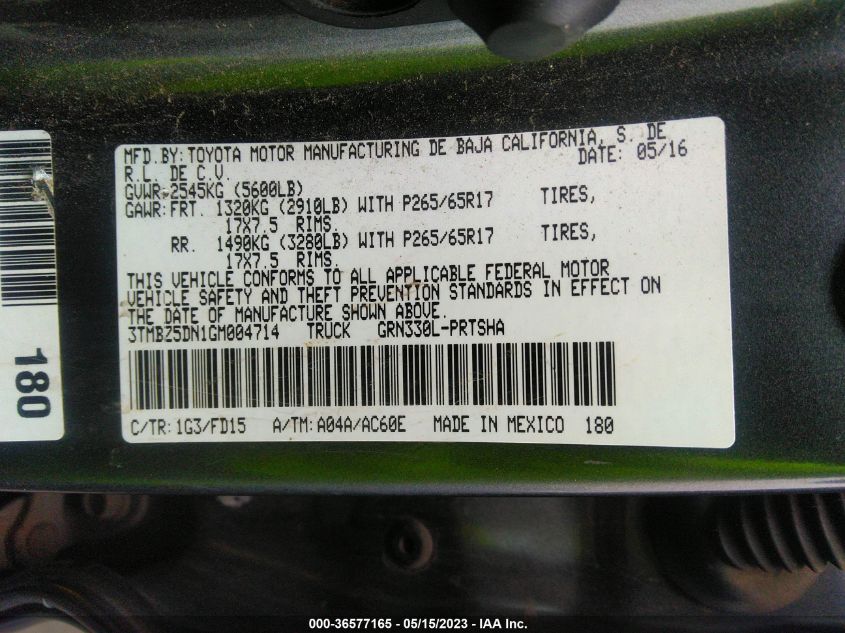 MFD. BY: TOYOTA MOTOR MANUFACTURING DE BAJA CALIFORNIA, S. DE
R.L. DE C.V. DATE: 05/16
GVWR: 2545KG (5600LB)
GAWR: FRT. 1320KG (2910LB) WITH P265/65R17 TIRES,
17X7.5 RIMS.
RR. 1490KG (3280LB) WITH P265/65R17 TIRES,
17X7.5 RIMS.
THIS VEHICLE CONFORMS TO ALL APPLICABLE FEDERAL MOTOR
VEHICLE SAFETY AND THEFT PREVENTION STANDARDS IN EFFECT ON
THE DATE OF MANUFACTURE SHOWN ABOVE.
3TMBZ5DN1GM004714 TRUCK GRN330L-PRTSHA
C/TR: 1G3/FD15 A/TM: A04A/AC60E MADE IN MEXICO 180
180
000-36577165 - 05/15/2023 - IAA Inc.